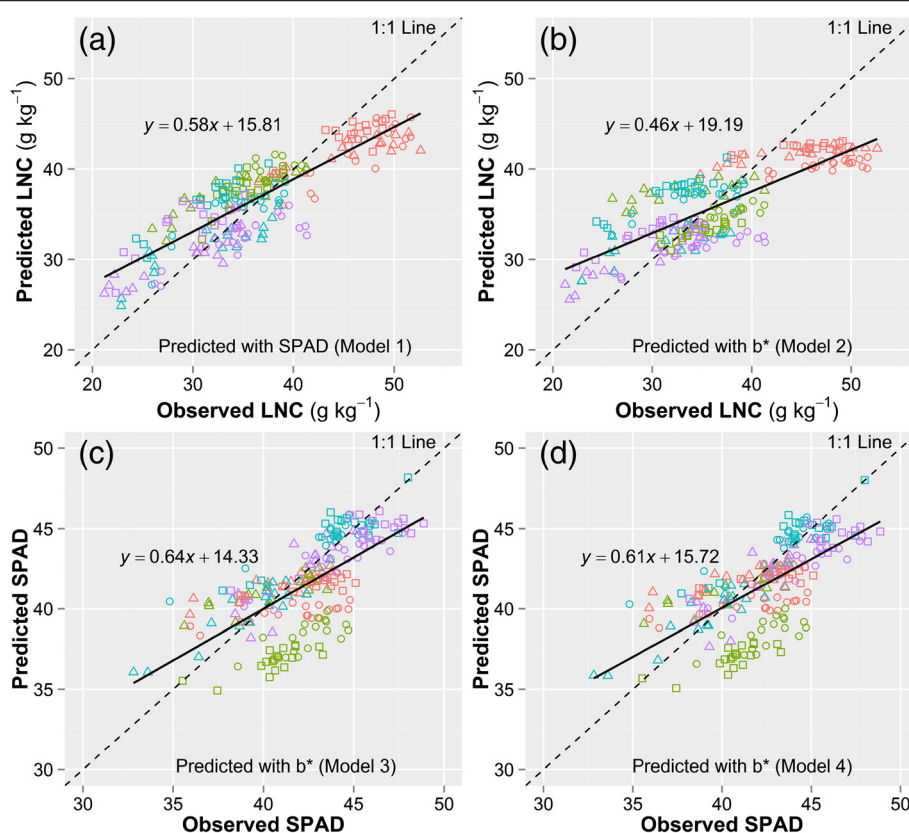 (a)
1:1 Line
y = 0.58x + 15.81
Predicted LNC (g kg⁻¹)
50
40
30
20
Predicted with SPAD (Model 1)
20 30 40 50
Observed LNC (g kg⁻¹)
(b)
1:1 Line
y = 0.46x + 19.19
Predicted LNC (g kg⁻¹)
50
40
30
20
Predicted with b* (Model 2)
20 30 40 50
Observed LNC (g kg⁻¹)
(c)
1:1 Line
y = 0.64x + 14.33
Predicted SPAD
50
45
40
35
30
Predicted with b* (Model 3)
30 35 40 45 50
Observed SPAD
(d)
1:1 Line
y = 0.61x + 15.72
Predicted SPAD
50
45
40
35
30
Predicted with b* (Model 4)
30 35 40 45 50
Observed SPAD